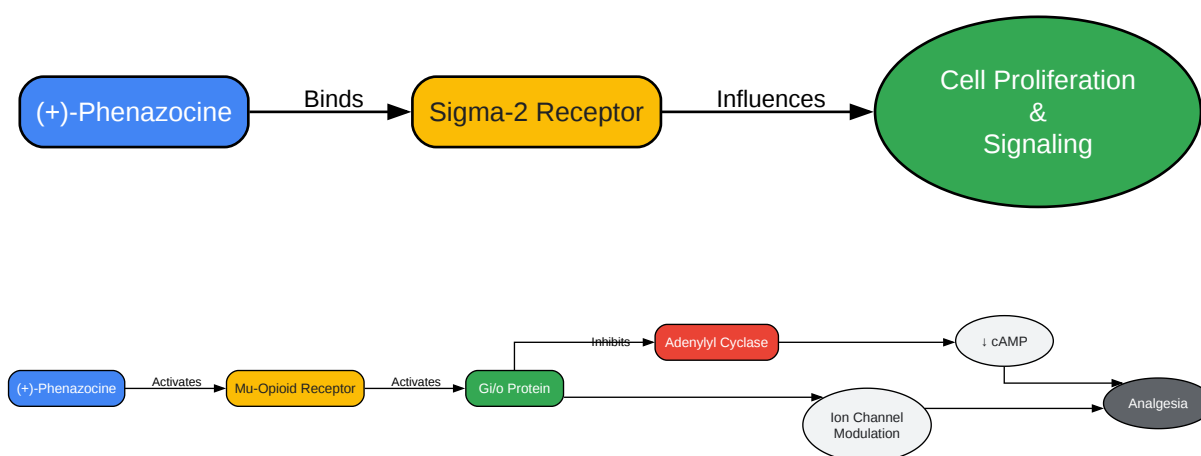 Cell Proliferation
&
Signaling
(+)-Phenazocine
Binds
Sigma-2 Receptor
Influences
Inhibits
Adenylyl Cyclase
↓ cAMP
(+)-Phenazocine
Activates
Mu-Opioid Receptor
Activates
Gi/o Protein
Ion Channel
Modulation
Analgesia